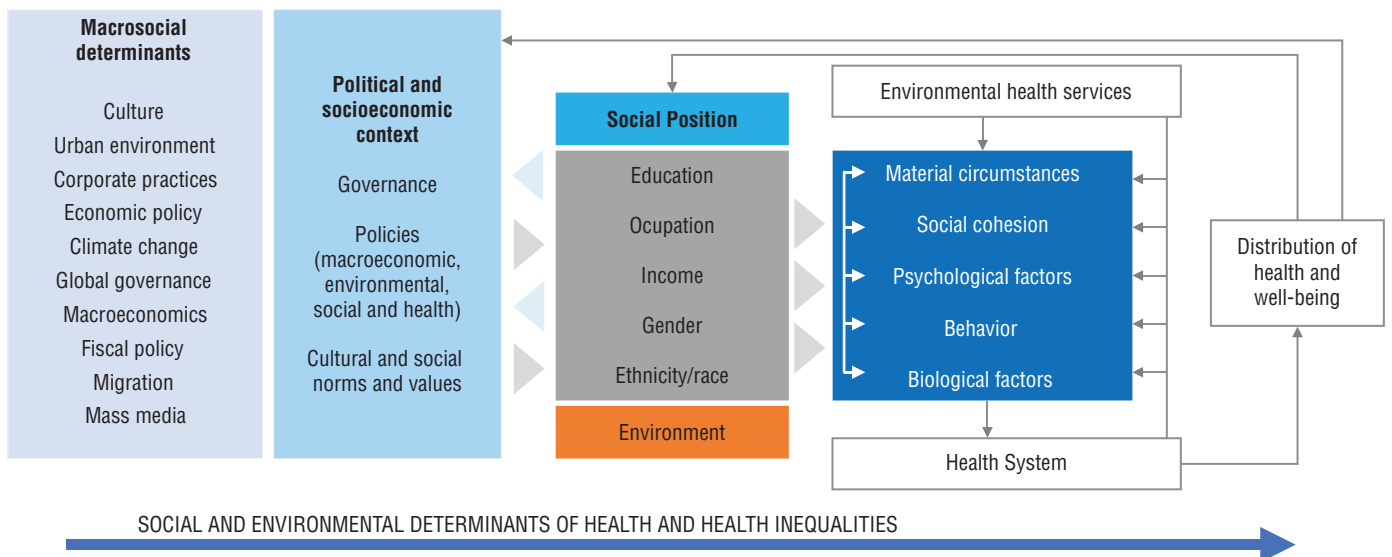 Macrosocial
determinants
Culture
Urban environment
Corporate practices
Economic policy
Climate change
Global governance
Macroeconomics
Fiscal policy
Migration
Mass media
Political and
socioeconomic
context
Governance
Policies
(macroeconomic,
environmental,
social and health)
Cultural and social
norms and values
Social Position
Education
Ocupation
Income
Gender
Ethnicity/race
Environment
Environmental health services
Material circumstances
Social cohesion
Psychological factors
Behavior
Biological factors
Health System
Distribution of
health and
well-being
SOCIAL AND ENVIRONMENTAL DETERMINANTS OF HEALTH AND HEALTH INEQUALITIES